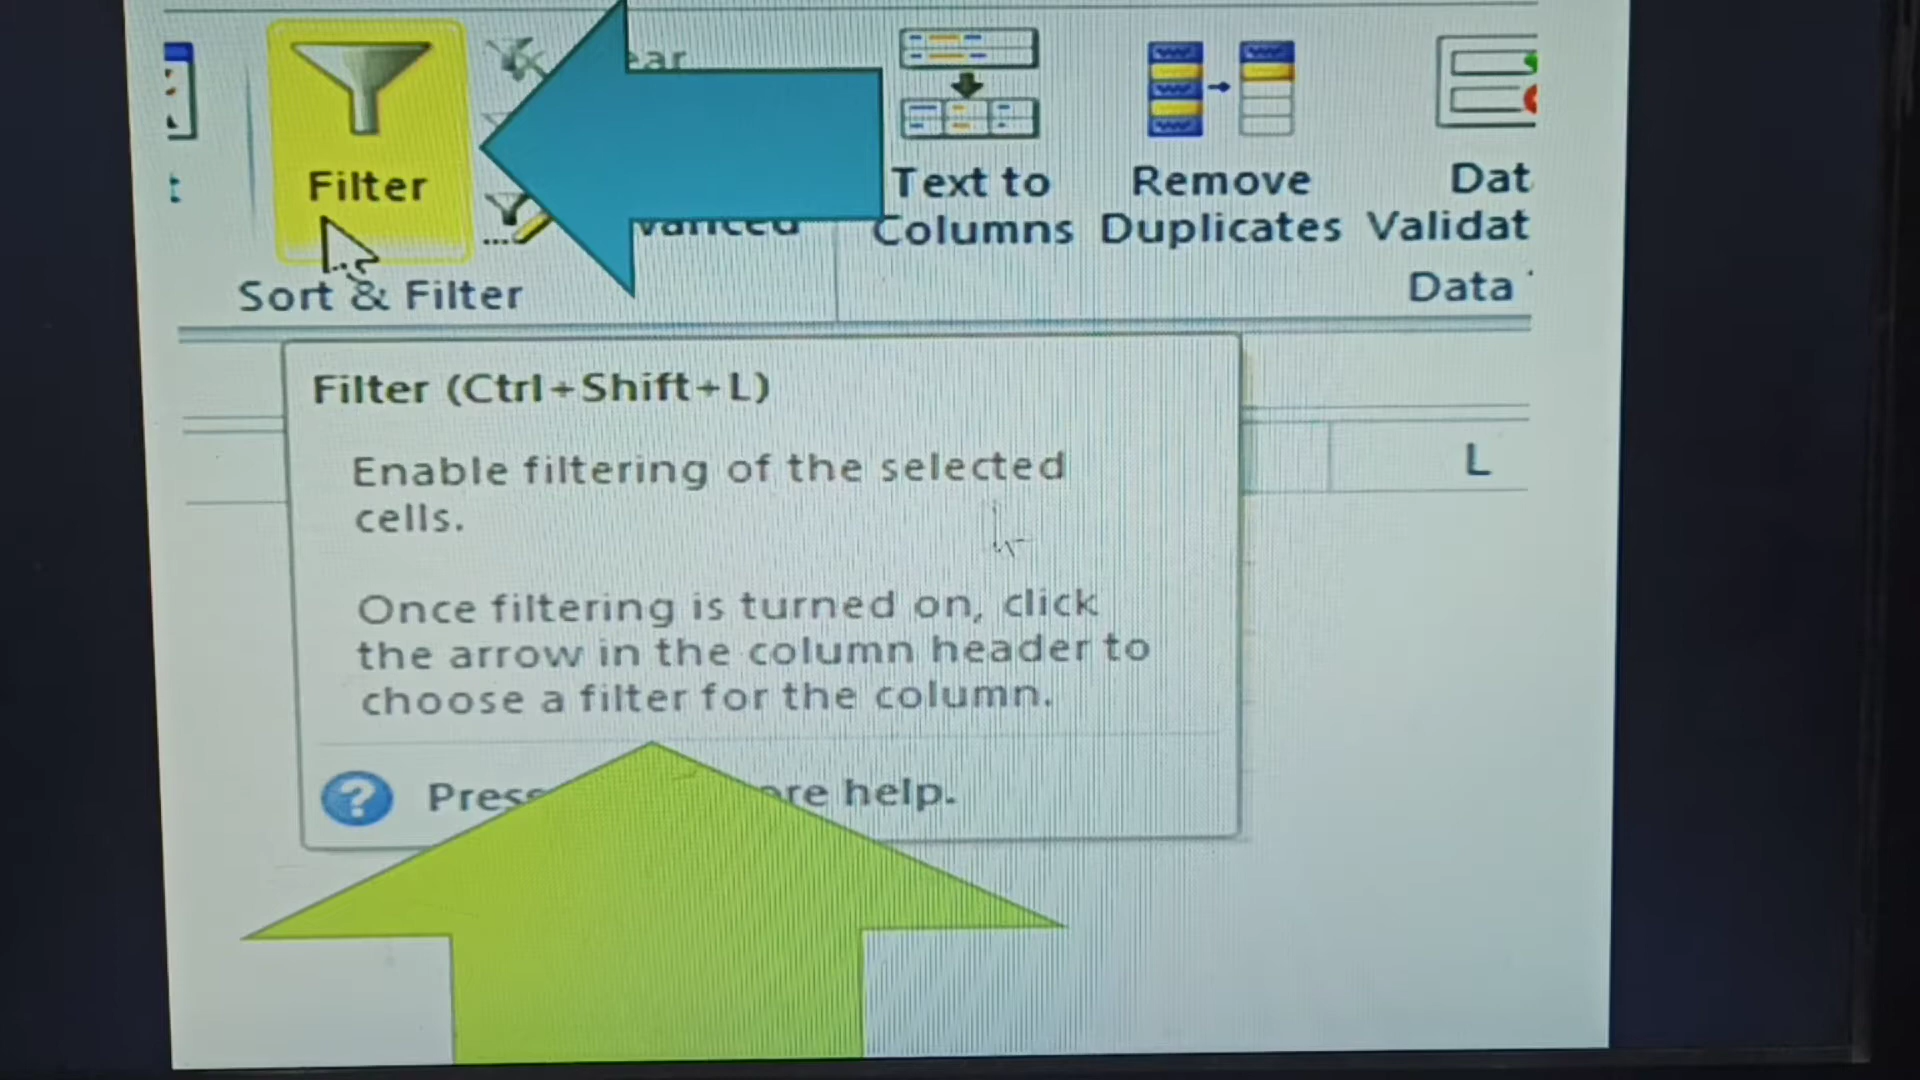 Filter
Text to
Columns
Remove
Duplicates
Dat
Validat
Sort & Filter
Data
Filter (Ctrl+Shift+L)
L
Enable filtering of the selected
cells.
Once filtering is turned on, click
the arrow in the column header to
choose a filter for the column.
? Press help.